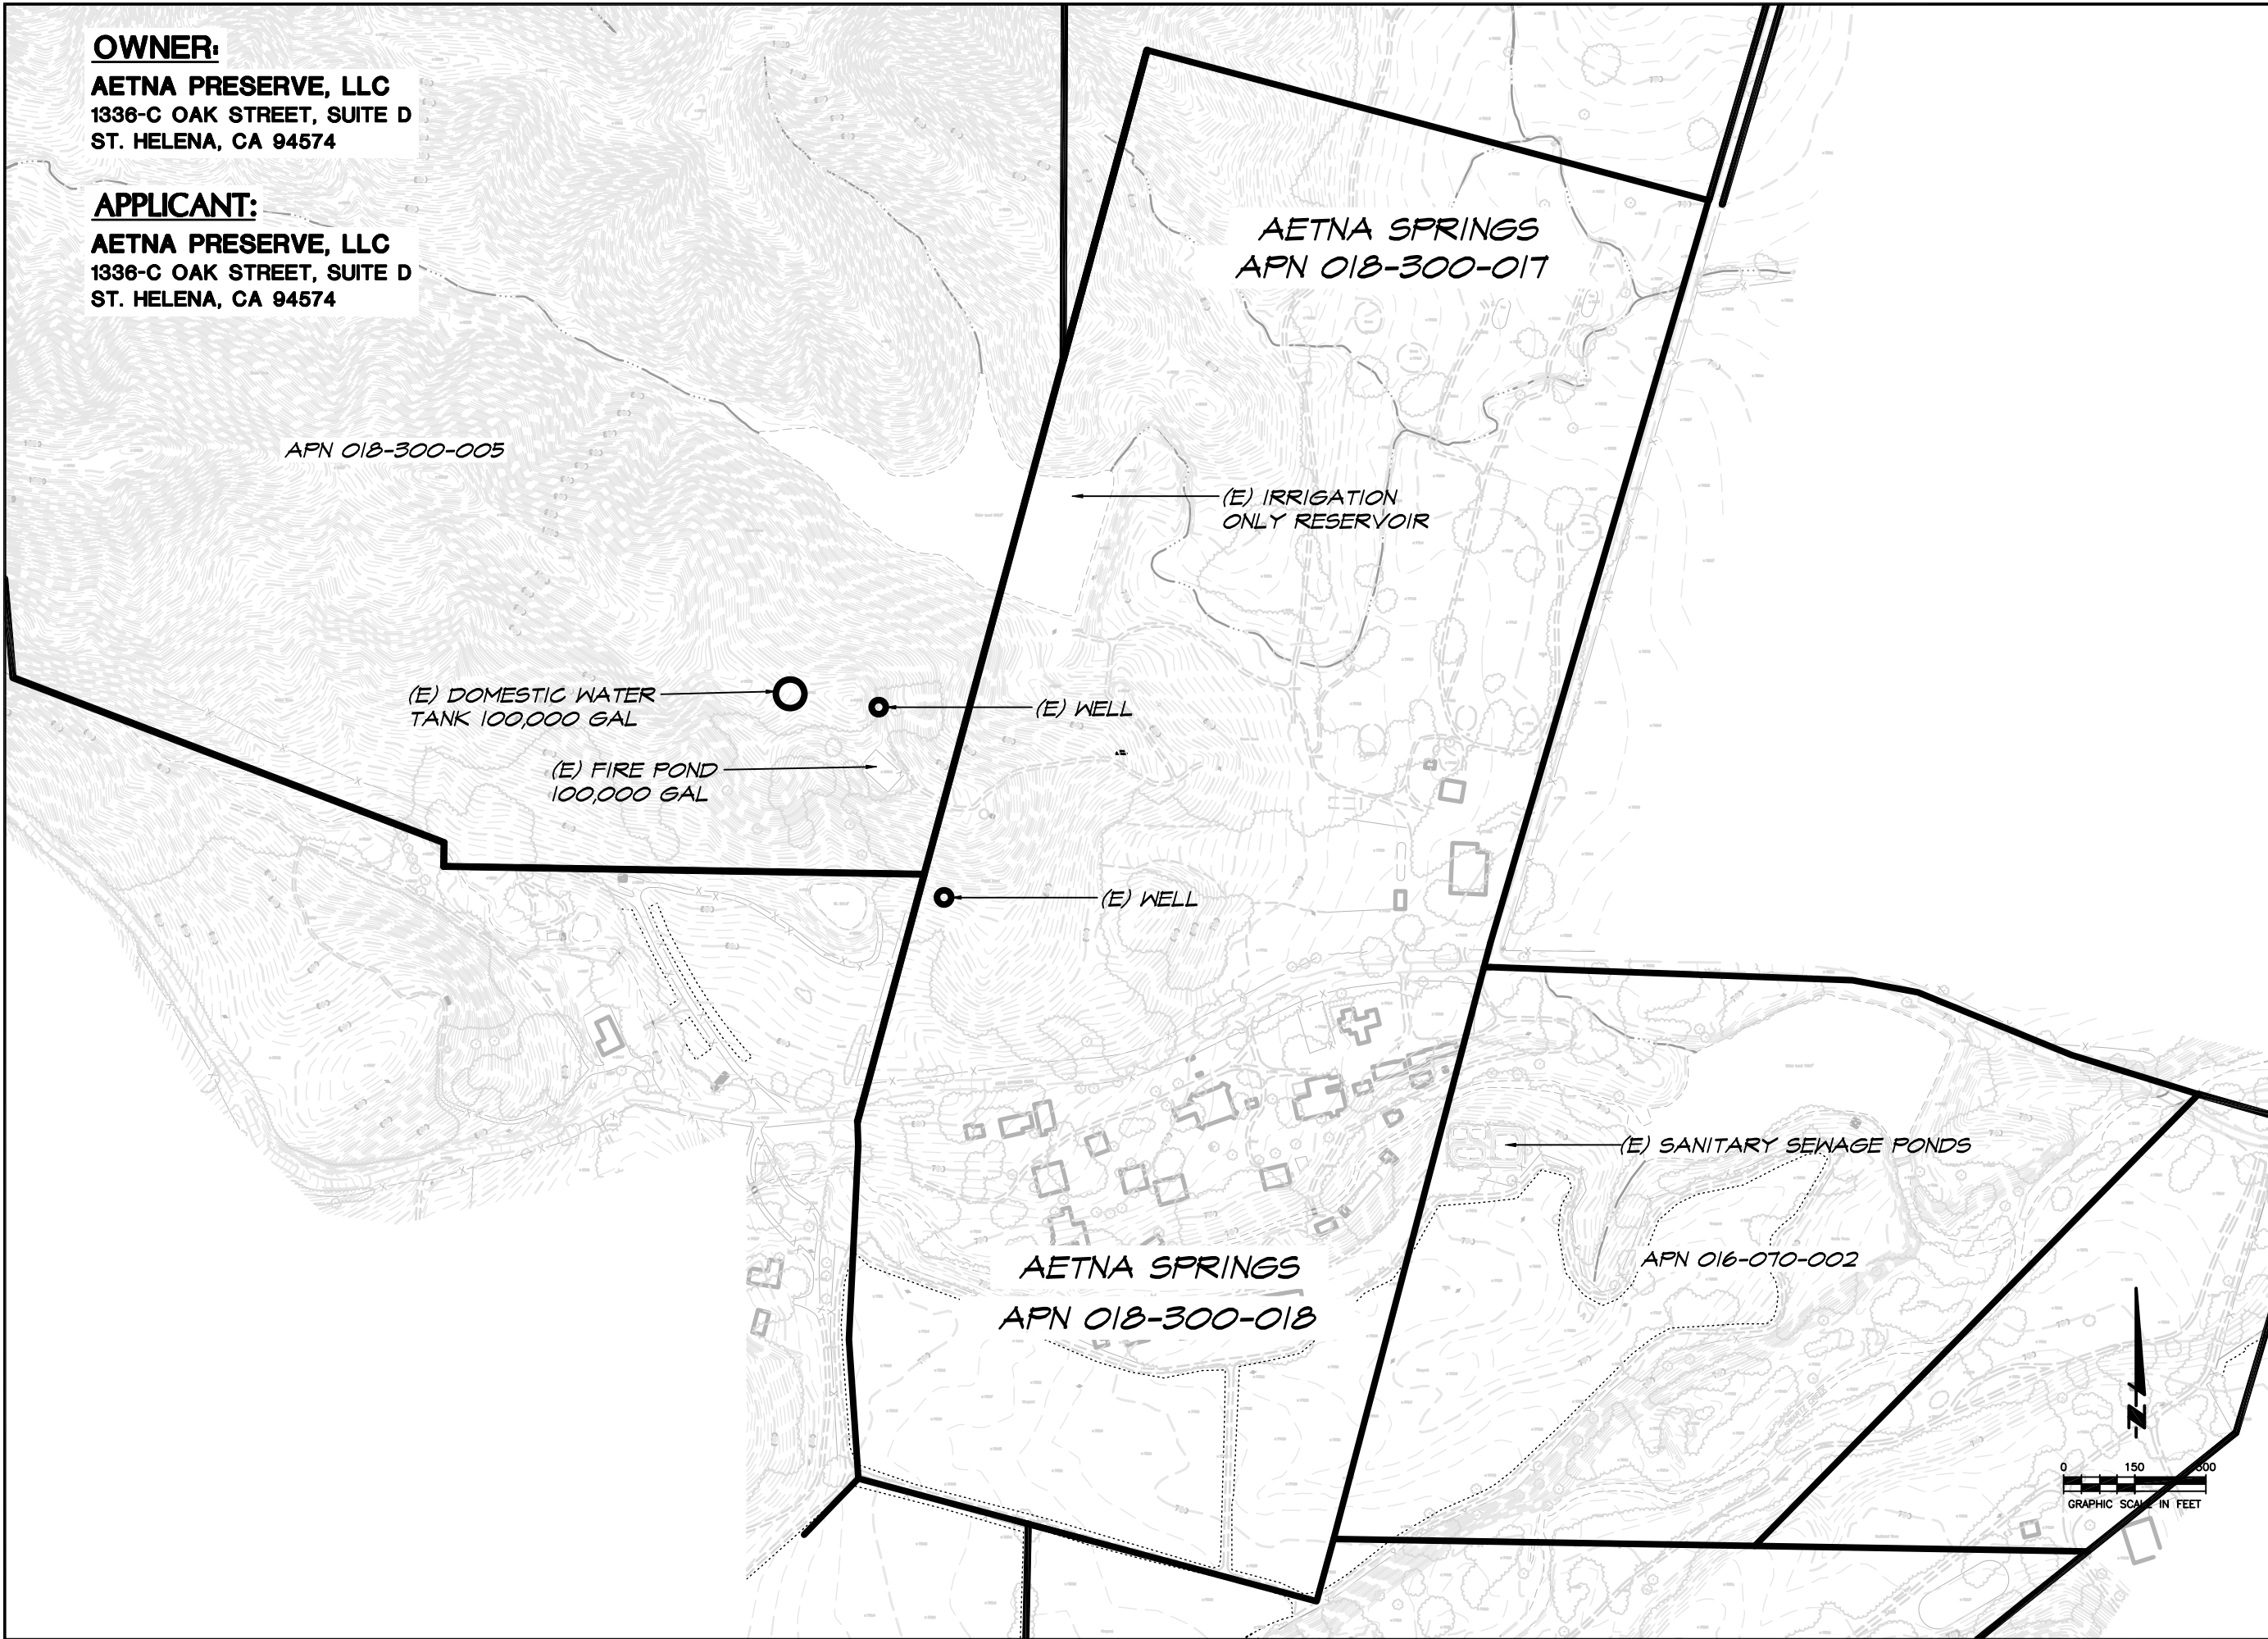 OWNER:
AETNA PRESERVE, LLC
1336-C OAK STREET, SUITE D
ST. HELENA, CA 94574
APPLICANT:
AETNA PRESERVE, LLC
1336-C OAK STREET, SUITE D
ST. HELENA, CA 94574
AETNA SPRINGS
APN 018-300-017
APN 018-300-005
(E) IRRIGATION
ONLY RESERVOIR
(E) DOMESTIC WATER
TANK 100,000 GAL
(E) WELL
(E) FIRE POND
100,000 GAL
(E) WELL
(E) SANITARY SEWAGE PONDS
APN 016-070-002
AETNA SPRINGS
APN 018-300-018
N
0 150 300
GRAPHIC SCALE IN FEET